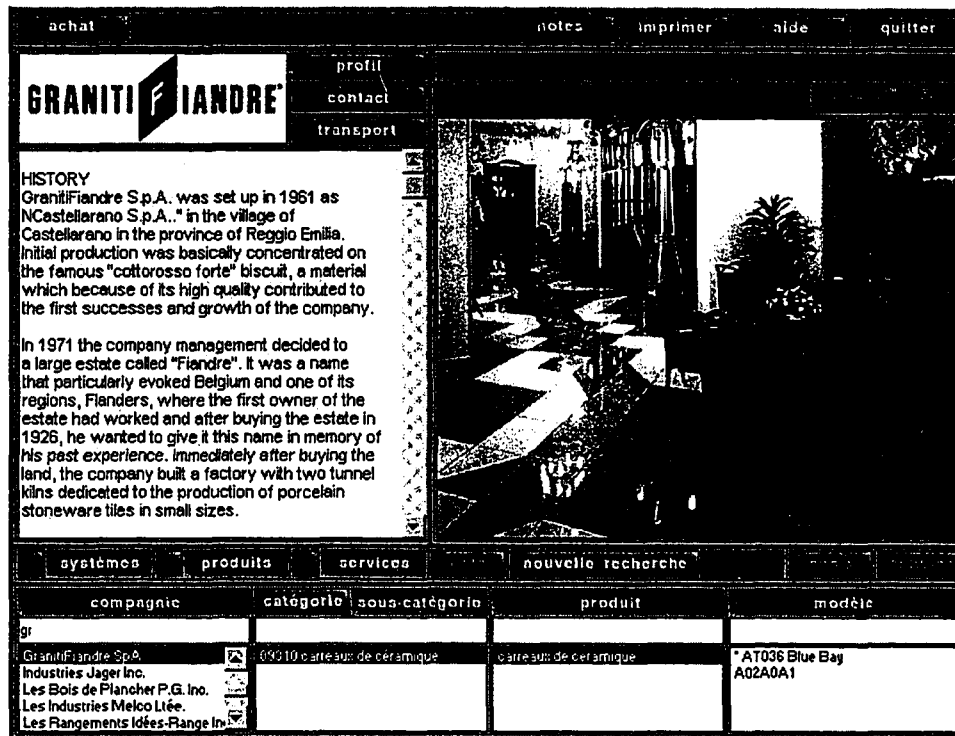 achat
notes
imprimer
aide
quitter
GRANITI FIANDRE
profil
contact
transport
HISTORY
GranitiFiandre S.p.A. was set up in 1961 as
NCastellarano S.p.A.." in the village of
Castellarano in the province of Reggio Emilia.
Initial production was basically concentrated on
the famous "cottorosso forte" biscuit, a material
which because of its high quality contributed to
the first successes and growth of the company.
In 1971 the company management decided to
a large estate called "Fiandre". It was a name
that particularly evoked Belgium and one of its
regions, Flanders, where the first owner of the
estate had worked and after buying the estate in
1926, he wanted to give it this name in memory of
his past experience. Immediately after buying the
land, the company built a factory with two tunnel
kilns dedicated to the production of porcelain
stoneware tiles in small sizes.
systèmes
produits
services
nouvelle recherche
compagnie
catégorie
sous-catégorie
produit
modèle
gr
GranitiFiandre SpA
09310 carreaux de céramique
carreaux de céramique
* AT036 Blue Bay
Industries Jager Inc.
A02A0A1
Les Bois de Plancher P.G. Inc.
Les Industries Melco Ltée.
Les Rangements Idées-Range In